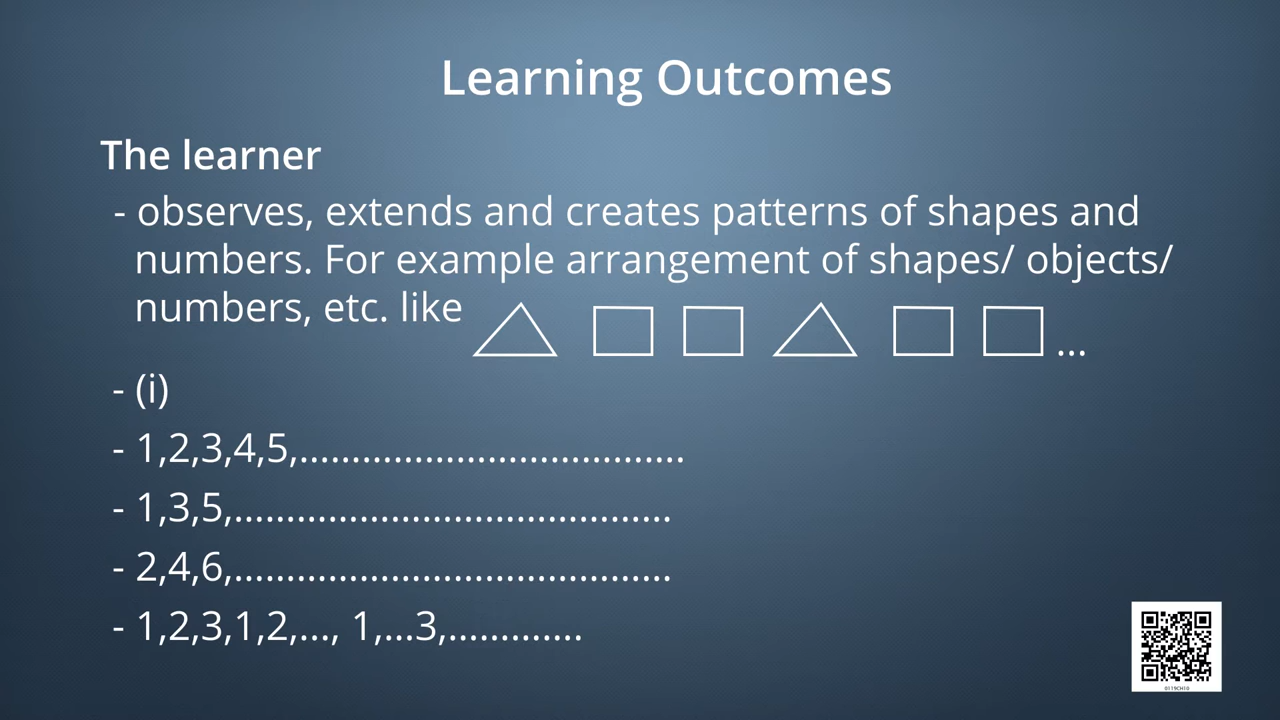 Learning Outcomes
The learner
- observes, extends and creates patterns of shapes and
numbers. For example arrangement of shapes/ objects/
numbers, etc. like
...
- (i)
- 1,2,3,4,5,.....................................
- 1,3,5,..........................................
- 2,4,6,..........................................
- 1,2,3,1,2,..., 1,...3,.............
0119CH10